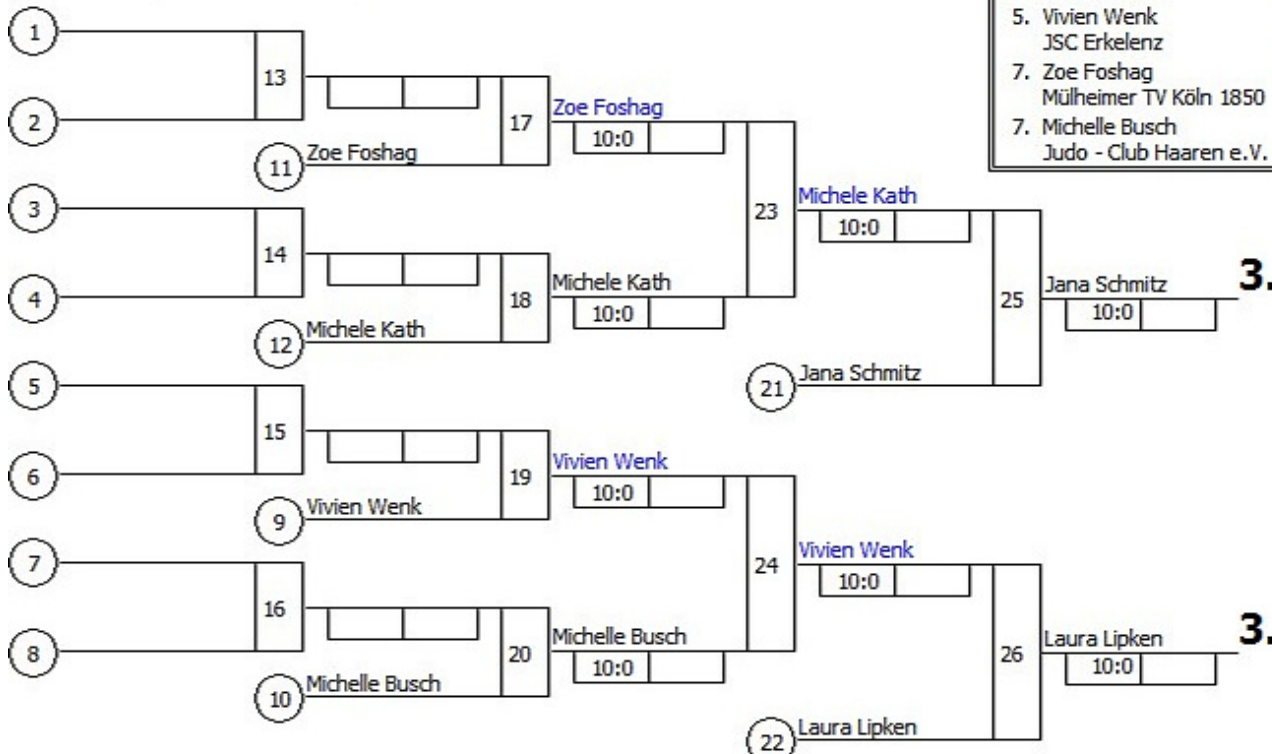 5. Vivien Wenk
JSC Erkelenz
7. Zoe Foshag
Mülheimer TV Köln 1850
7. Michelle Busch
Judo - Club Haaren e.V.
1
13
2
17
Zoe Foshag
10:0
11
Zoe Foshag
3
23
Michele Kath
10:0
14
4
18
Michele Kath
10:0
12
Michele Kath
25
Jana Schmitz
10:0
3.
5
21
Jana Schmitz
15
6
19
Vivien Wenk
10:0
9
Vivien Wenk
7
24
Vivien Wenk
10:0
16
8
20
Michelle Busch
10:0
10
Michelle Busch
26
Laura Lipken
10:0
3.
22
Laura Lipken